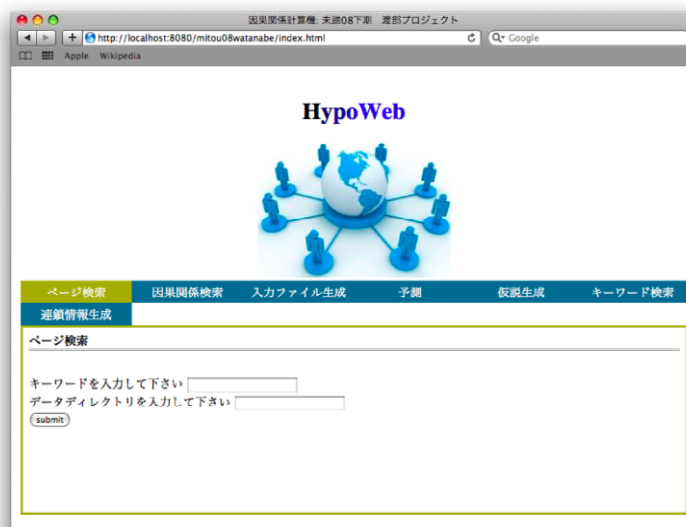 因果関係計算機: 未踏08下期 渡部プロジェクト
http://localhost:8080/mitou08watanabe/index.html
Google
Apple Wikipedia
HypoWeb
ページ検索 因果関係検索 入力ファイル生成 予測 仮説生成 キーワード検索
連鎖情報生成
ページ検索
キーワードを入力して下さい
データディレクトリを入力して下さい
submit